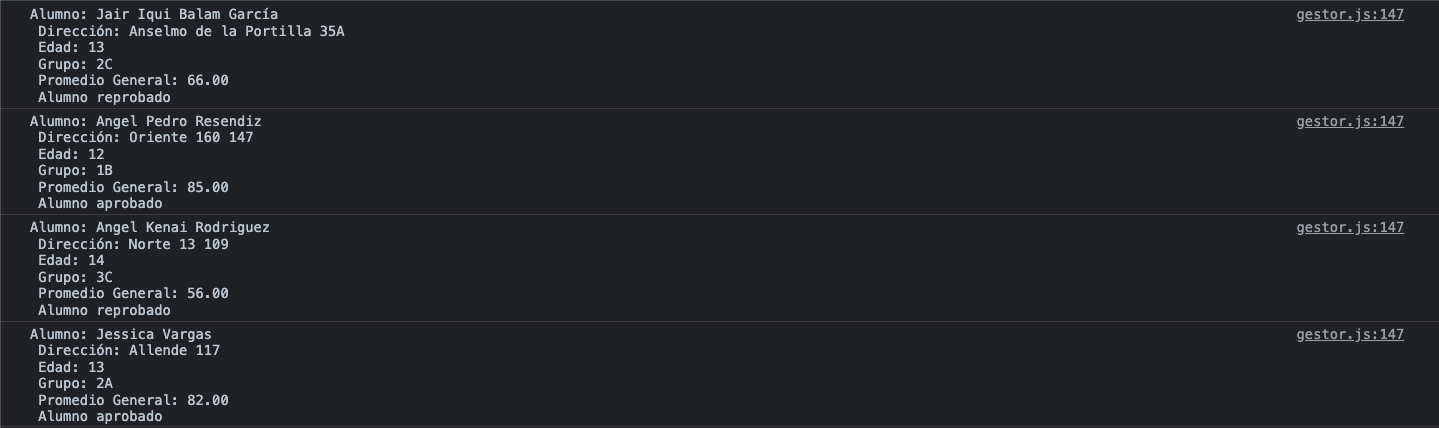 Alumno: Jair Iqui Balam García gestor.js:147
Dirección: Anselmo de la Portilla 35A
Edad: 13
Grupo: 2C
Promedio General: 66.00
Alumno reprobado
Alumno: Angel Pedro Resendiz gestor.js:147
Dirección: Oriente 160 147
Edad: 12
Grupo: 1B
Promedio General: 85.00
Alumno aprobado
Alumno: Angel Kenai Rodriguez gestor.js:147
Dirección: Norte 13 109
Edad: 14
Grupo: 3C
Promedio General: 56.00
Alumno reprobado
Alumno: Jessica Vargas gestor.js:147
Dirección: Allende 117
Edad: 13
Grupo: 2A
Promedio General: 82.00
Alumno aprobado